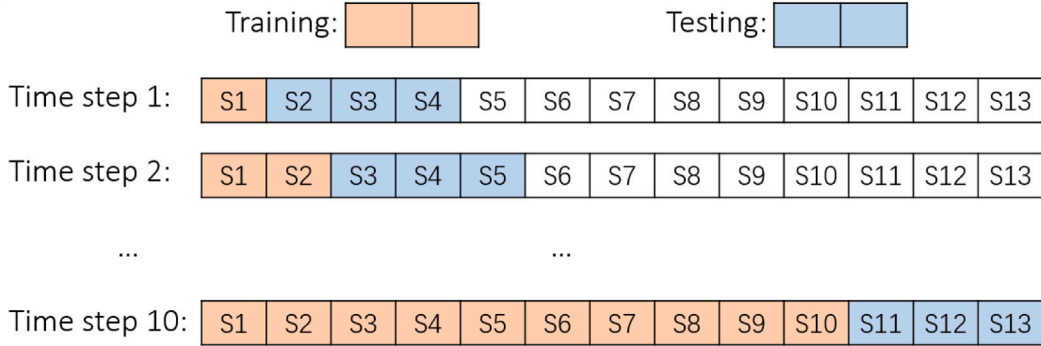 Training: Testing:
Time step 1: S1 S2 S3 S4 S5 S6 S7 S8 S9 S10 S11 S12 S13
Time step 2: S1 S2 S3 S4 S5 S6 S7 S8 S9 S10 S11 S12 S13
... ...
Time step 10: S1 S2 S3 S4 S5 S6 S7 S8 S9 S10 S11 S12 S13